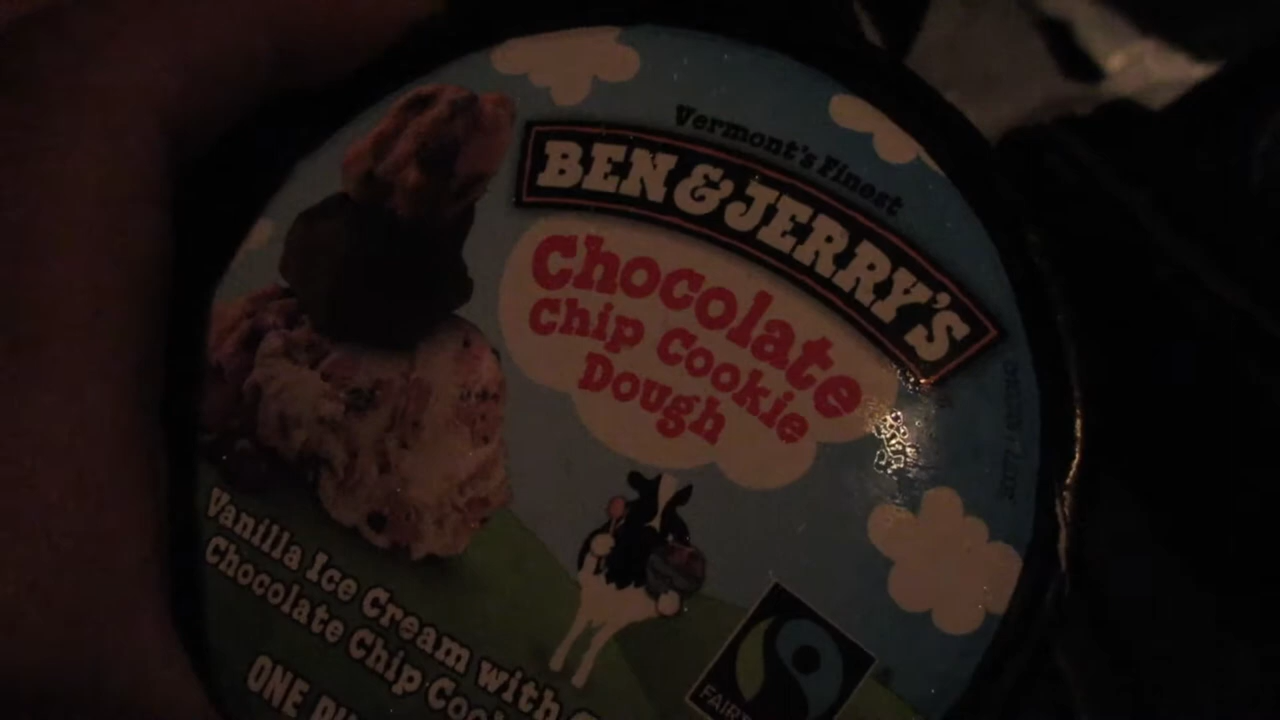 Vermont's Finest
BEN & JERRY'S
Chocolate
Chip Cookie
Dough
Vanilla Ice Cream with
Chocolate Chip
ONE